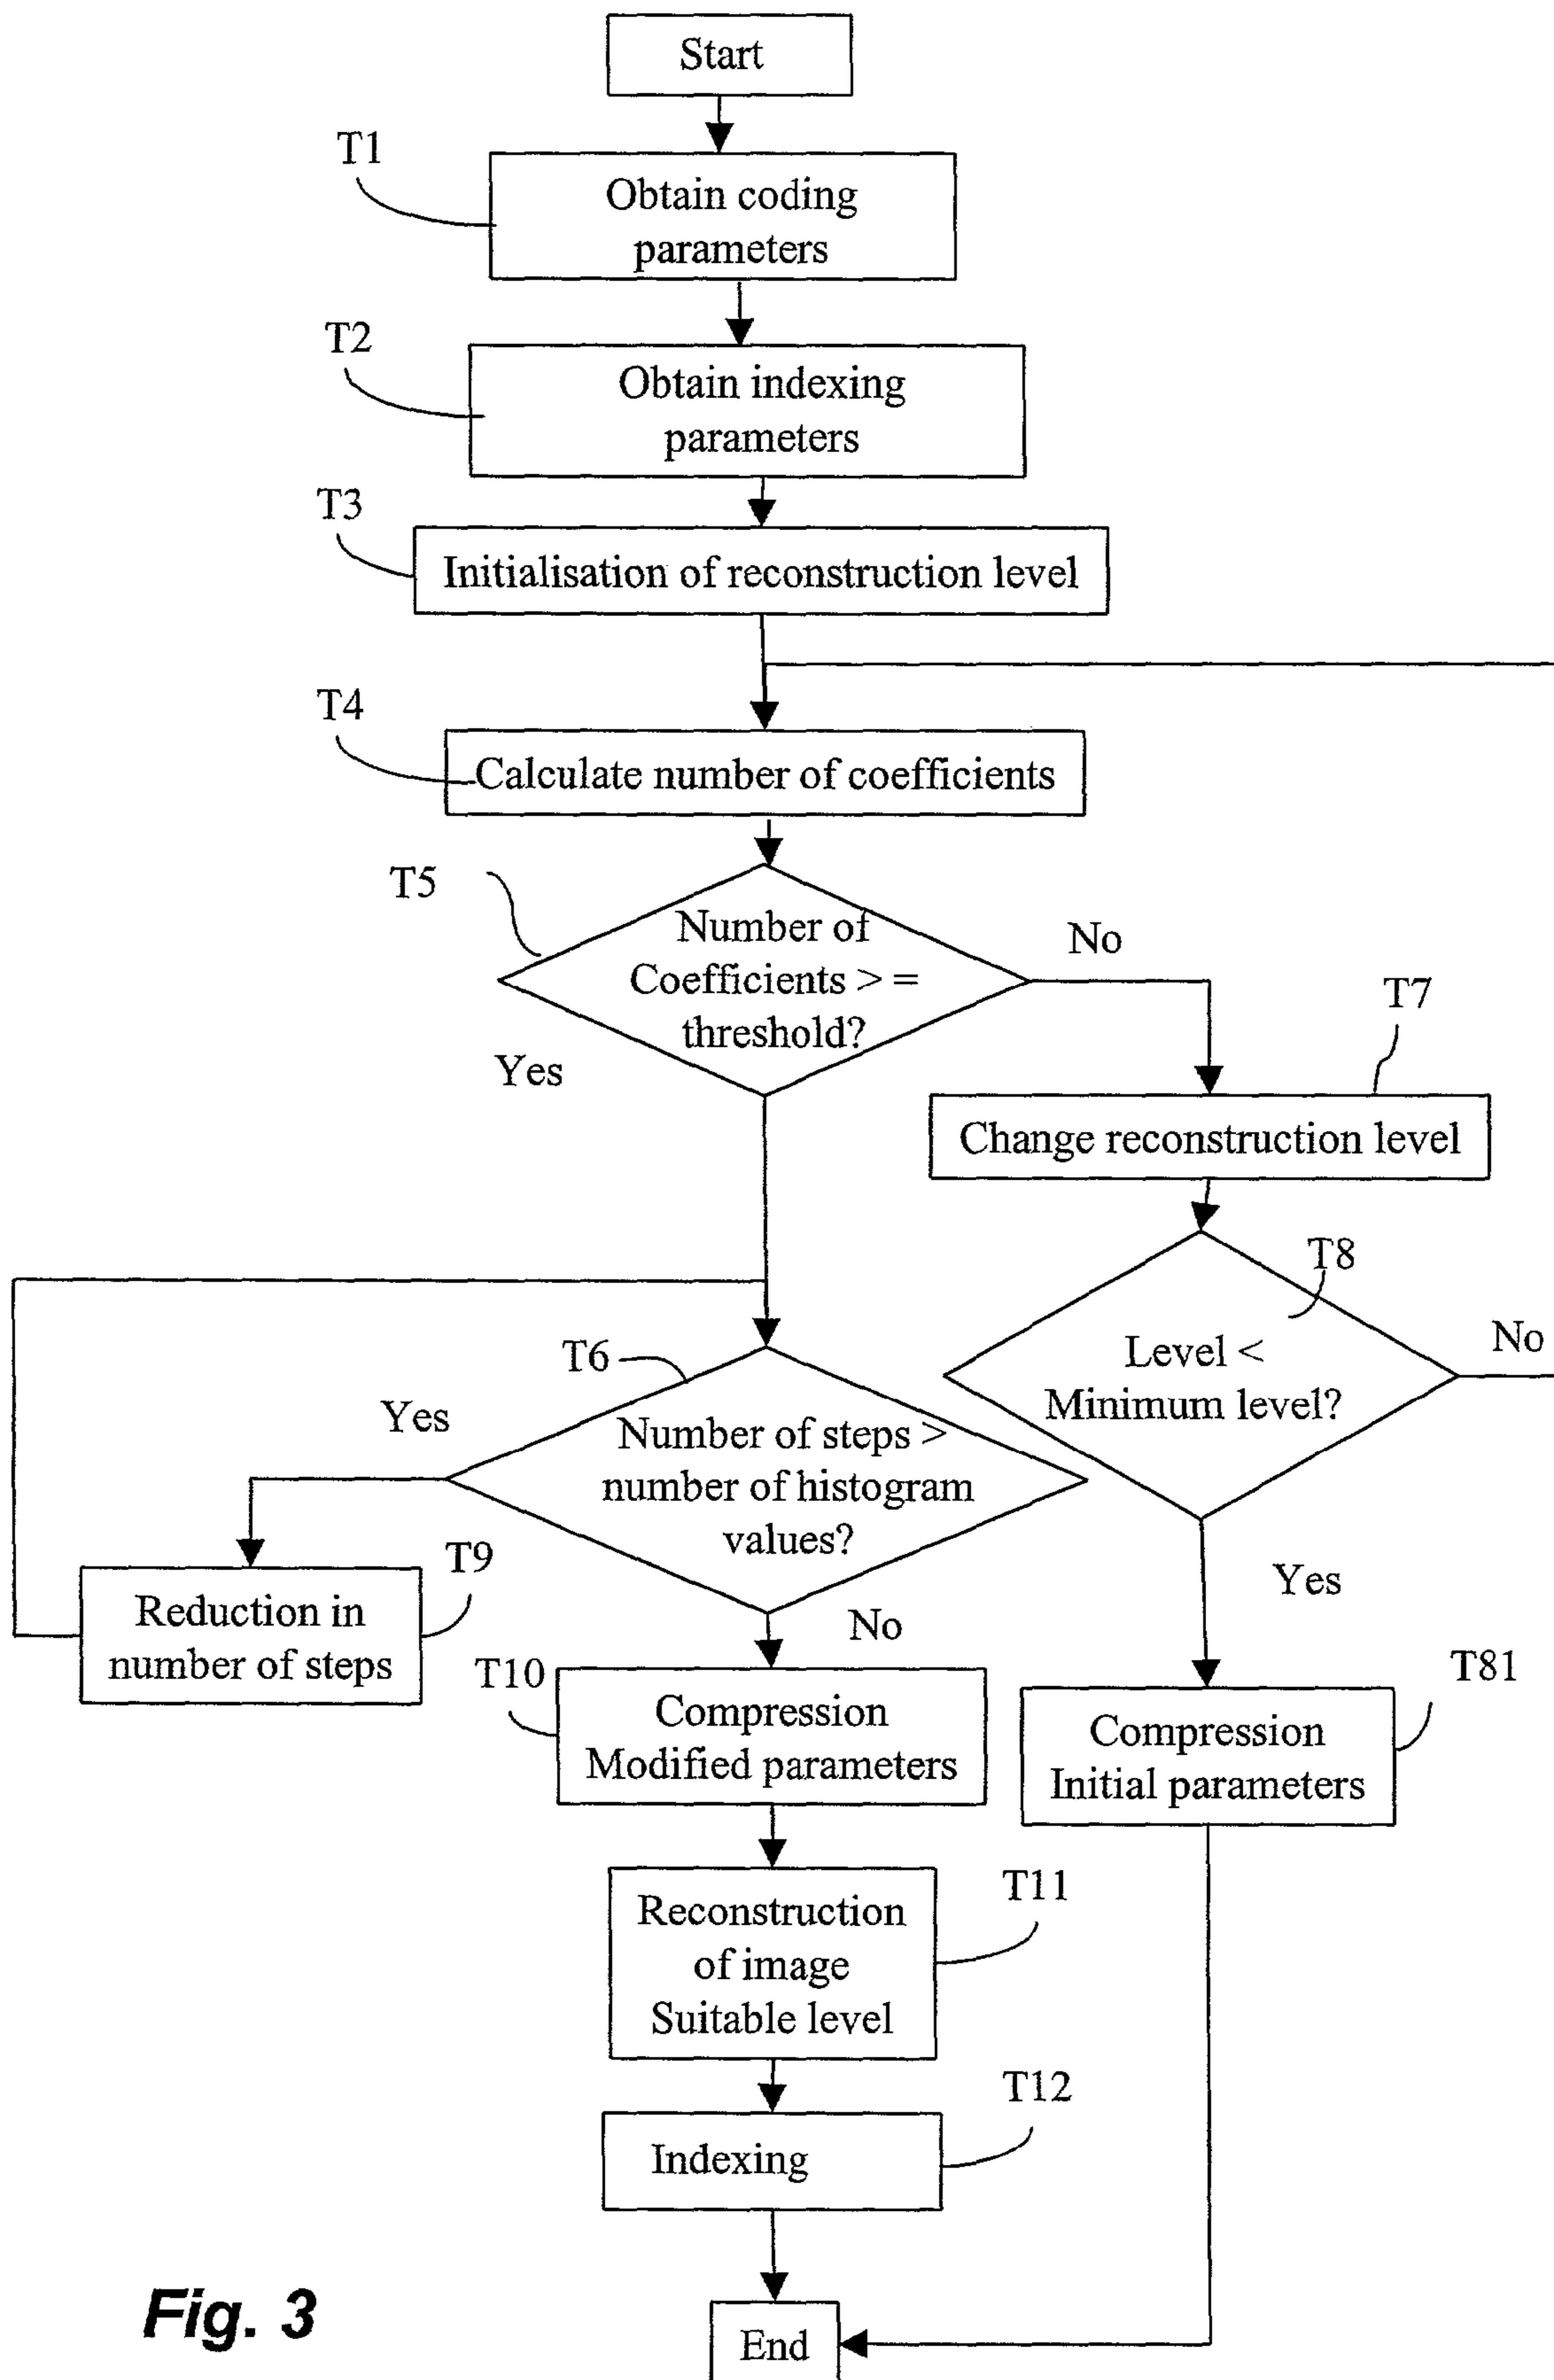 Start
T1
Obtain coding
parameters
T2
Obtain indexing
parameters
T3
Initialisation of reconstruction level
T4
Calculate number of coefficients
T5
Number of
Coefficients > =
threshold?
No
Yes
T7
Change reconstruction level
T8
Level <
Minimum level?
No
T6
Yes
Number of steps >
number of histogram
values?
Yes
T9
Reduction in
number of steps
No
T10
Compression
Modified parameters
T81
Compression
Initial parameters
T11
Reconstruction
of image
Suitable level
T12
Indexing
End
Fig. 3